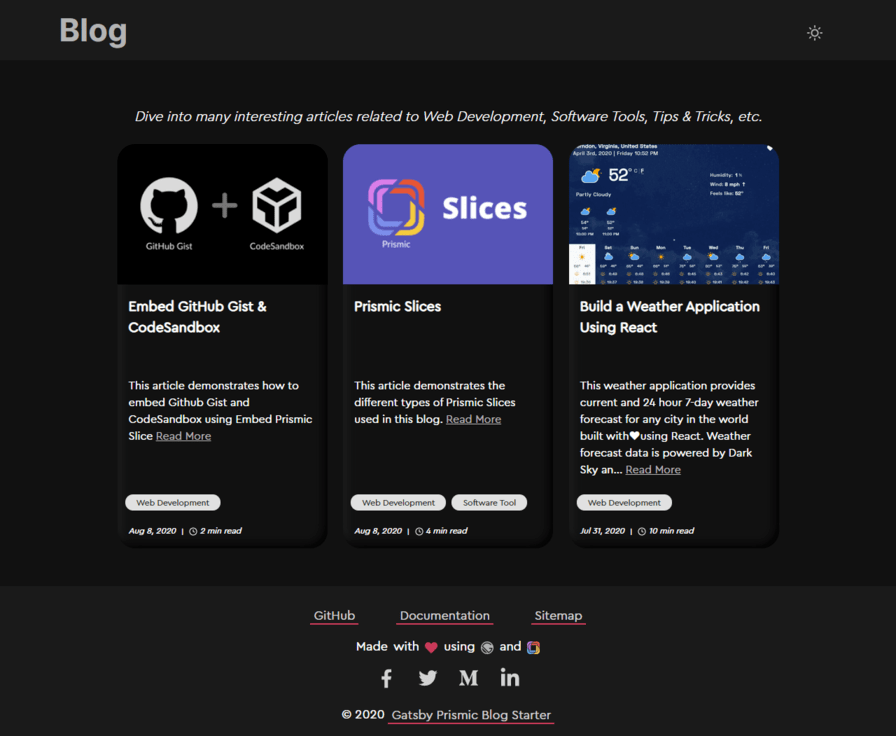 Blog
Dive into many interesting articles related to Web Development, Software Tools, Tips & Tricks, etc.
GitHub Gist
CodeSandbox
Embed GitHub Gist &
CodeSandbox
This article demonstrates how to
embed Github Gist and
CodeSandbox using Embed Prismic
Slice Read More
Web Development
Aug 8, 2020 | 2 min read
Slices
Prismic
Prismic Slices
This article demonstrates the
different types of Prismic Slices
used in this blog. Read More
Web Development Software Tool
Aug 8, 2020 | 4 min read
Virginia, United States
April 3rd, 2020 | Friday 10:52 PM
52° C | F
Partly Cloudy
Wind: 8 mph ↑
Feels like: 52°
Fri Sat Sun Mon Tue Wed Thu Fri
Build a Weather Application
Using React
This weather application provides
current and 24 hour 7-day weather
forecast for any city in the world
built with❤using React. Weather
forecast data is powered by Dark
Sky an... Read More
Web Development
Jul 31, 2020 | 10 min read
GitHub Documentation Sitemap
Made with ❤ using and
© 2020 Gatsby Prismic Blog Starter